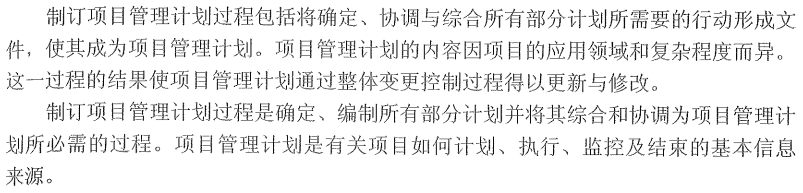 制订项目管理计划过程包括将确定、协调与综合所有部分计划所需要的行动形成文
件，使其成为项目管理计划。项目管理计划的内容因项目的应用领域和复杂程度而异。
这一过程的结果使项目管理计划通过整体变更控制过程得以更新与修改。
制订项目管理计划过程是确定、编制所有部分计划并将其综合和协调为项目管理计
划所必需的过程。项目管理计划是有关项目如何计划、执行、监控及结束的基本信息
来源。